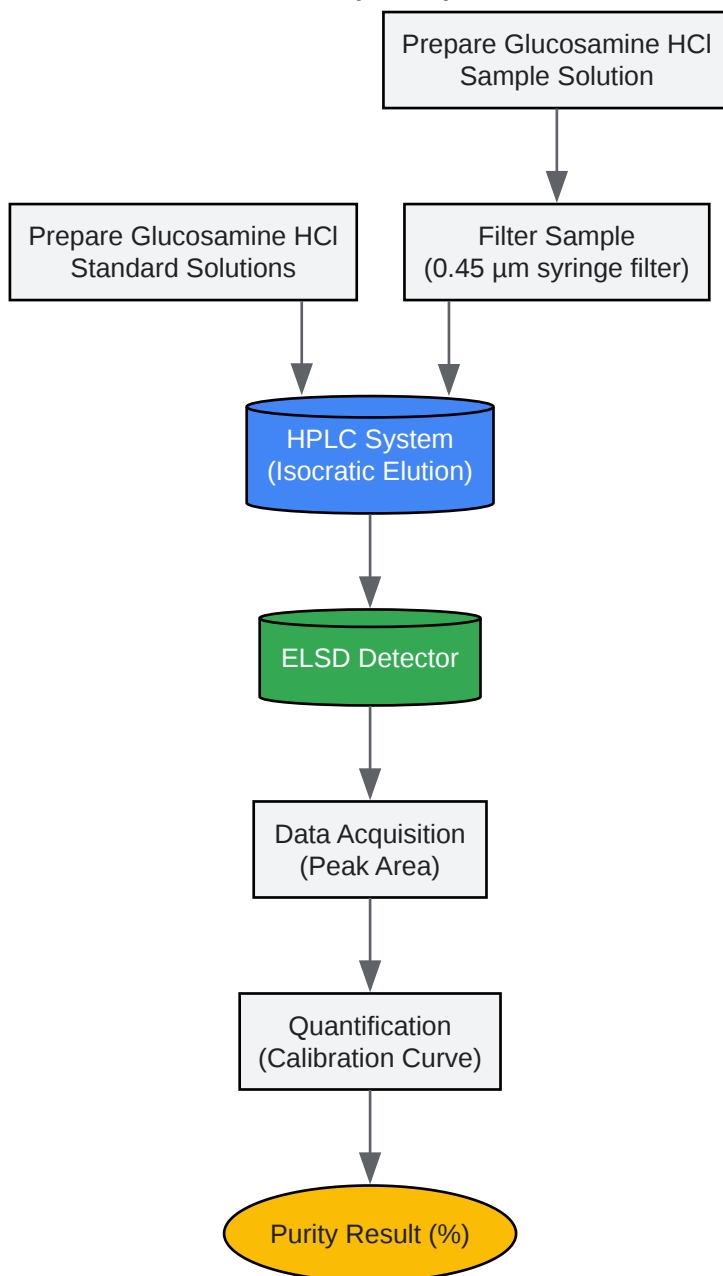 Prepare Glucosamine HCl
Sample Solution
Prepare Glucosamine HCl
Standard Solutions
Filter Sample
(0.45 µm syringe filter)
HPLC System
(Isocratic Elution)
ELSD Detector
Data Acquisition
(Peak Area)
Quantification
(Calibration Curve)
Purity Result (%)